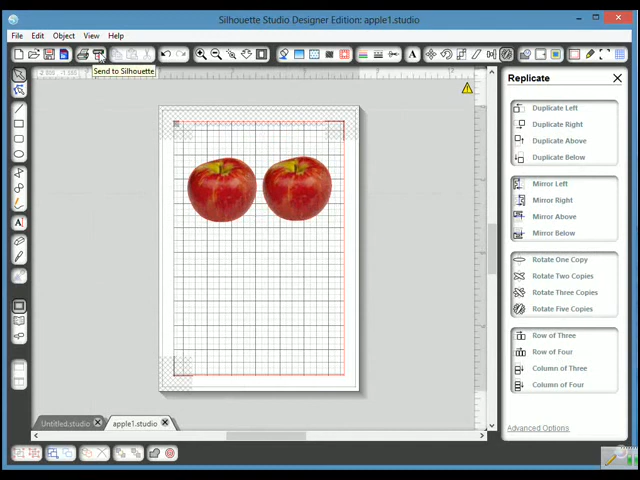 Silhouette Studio Designer Edition: apple1.studio
File Edit Object View Help
Send to Silhouette
Replicate
Duplicate Left
Duplicate Right
Duplicate Above
Duplicate Below
Mirror Left
Mirror Right
Mirror Above
Mirror Below
Rotate One Copy
Rotate Two Copies
Rotate Three Copies
Rotate Five Copies
Row of Three
Row of Four
Column of Three
Column of Four
Advanced Options
Untitled.studio
apple1.studio